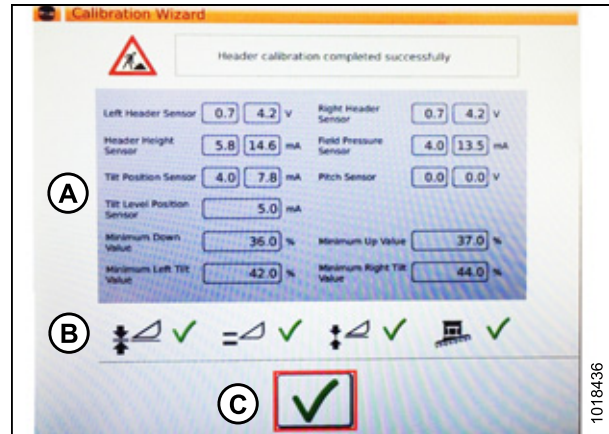 Calibration Wizard
Header calibration completed successfully
Left Header Sensor 0.7 4.2 V Right Header Sensor 0.7 4.2 V
Header Height Sensor 5.8 14.6 mA Field Pressure Sensor 4.0 13.5 mA
Tilt Position Sensor 4.0 7.8 mA Pitch Sensor 0.0 0.0 V
Tilt Level Position Sensor 5.0 mA
Minimum Down Value 36.0 % Minimum Up Value 37.0 %
Minimum Left Tilt Value 42.0 % Minimum Right Tilt Value 44.0 %
A
B
C
1018436